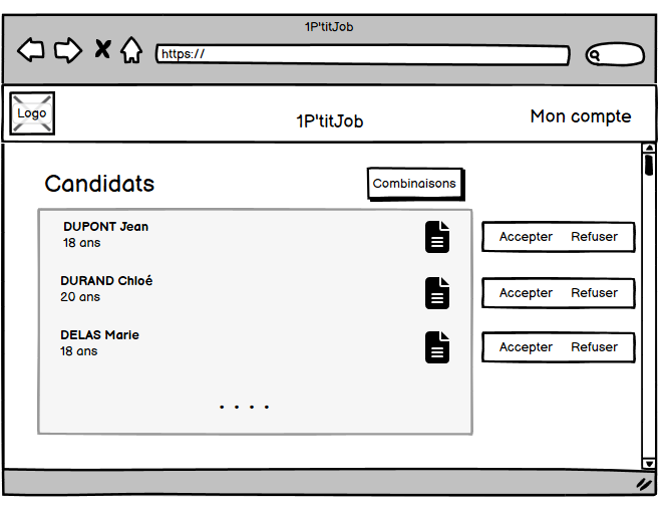 1P'titJob
https://
Logo
1P'titJob
Mon compte
Candidats
Combinaisons
DUPONT Jean
18 ans
Accepter Refuser
DURAND Chloé
20 ans
Accepter Refuser
DELAS Marie
18 ans
Accepter Refuser
. . . .